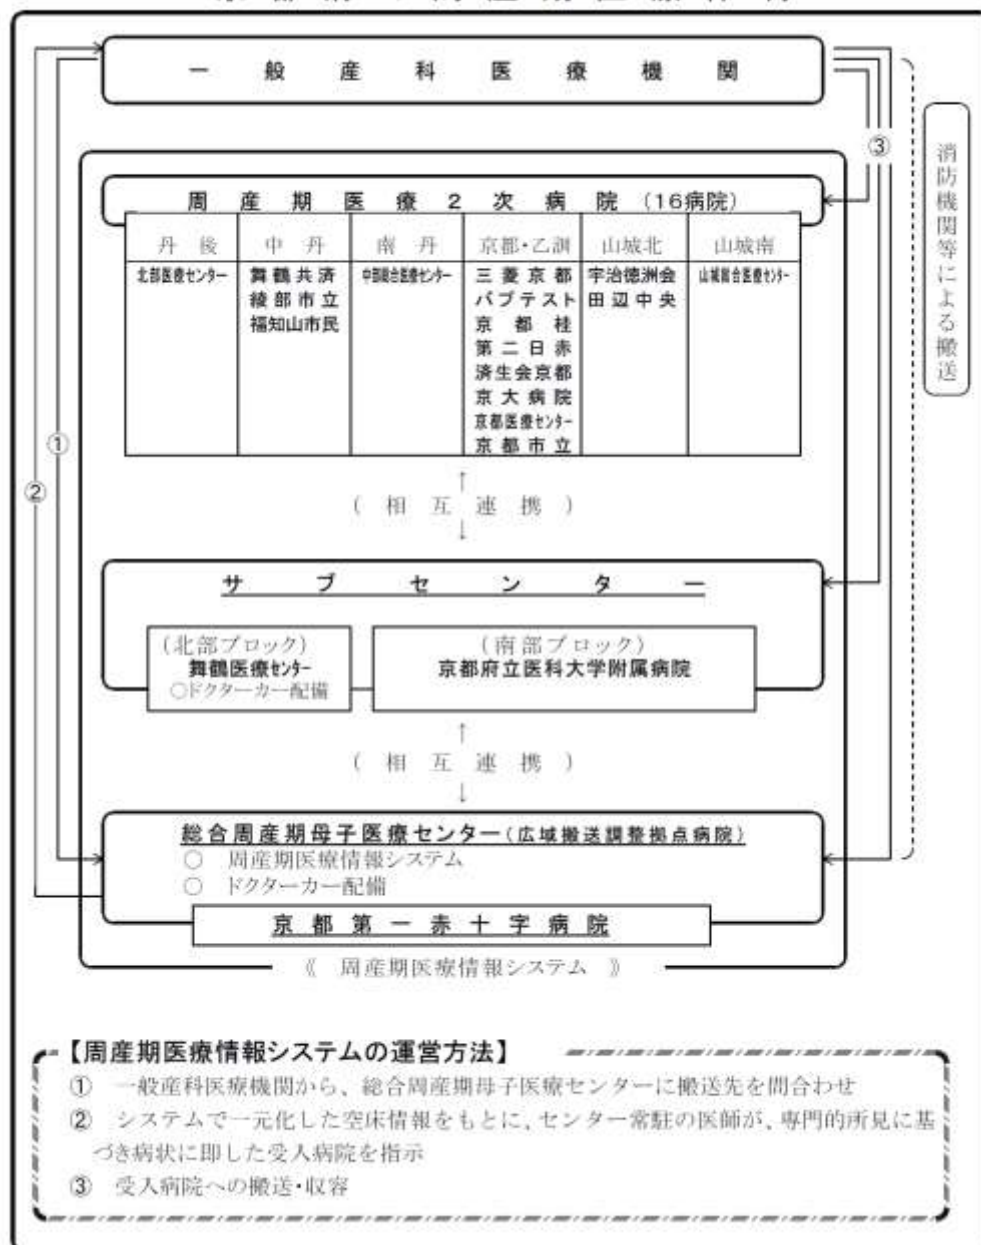 一般産科医療機関
③
消防機関等による搬送
周産期医療2次病院(16病院)
丹後 中丹 南丹 京都・乙訓 山城北 山城南
北部医療センター 舞鶴共済 中部総合医療センター 三菱京都 宇治徳洲会 山城総合医療センター
綾部市立 バプテスト 田辺中央
福知山市民 京都桂
第二日赤
済生会京都
京大病院
京都医療センター
京都市立
①
②
↑
(相互連携)
↓
サブセンター
(北部ブロック) (南部ブロック)
舞鶴医療センター 京都府立医科大学附属病院
○ドクターカー配備
↑
(相互連携)
↓
総合周産期母子医療センター(広域搬送調整拠点病院)
○ 周産期医療情報システム
○ ドクターカー配備
京都第一赤十字病院
《 周産期医療情報システム 》
【周産期医療情報システムの運営方法】
① 一般産科医療機関から、総合周産期母子医療センターに搬送先を問合わせ
② システムで一元化した空床情報をもとに、センター常駐の医師が、専門的所見に基
づき病状に即した受入病院を指示
③ 受入病院への搬送・収容